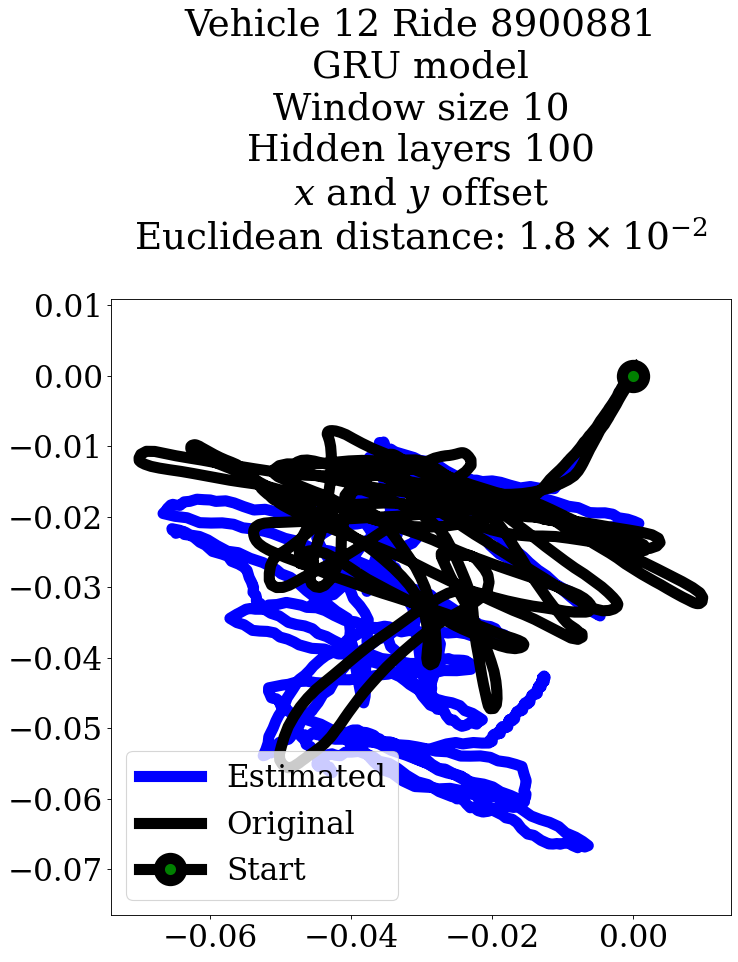 Vehicle 12 Ride 8900881
GRU model
Window size 10
Hidden layers 100
x and y offset
Euclidean distance: 1.8 × 10⁻²
0.01
0.00
−0.01
−0.02
−0.03
−0.04
−0.05
−0.06
−0.07
Estimated
Original
Start
−0.06 −0.04 −0.02 0.00